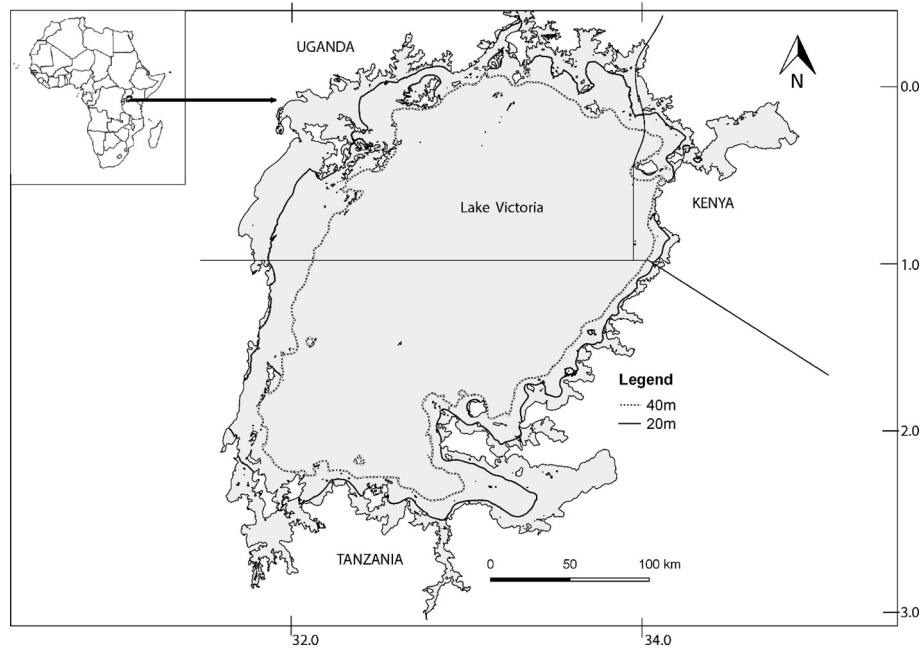 UGANDA
N
0.0
Lake Victoria
KENYA
1.0
Legend
40m
20m
2.0
TANZANIA
0 50 100 km
3.0
32.0 34.0